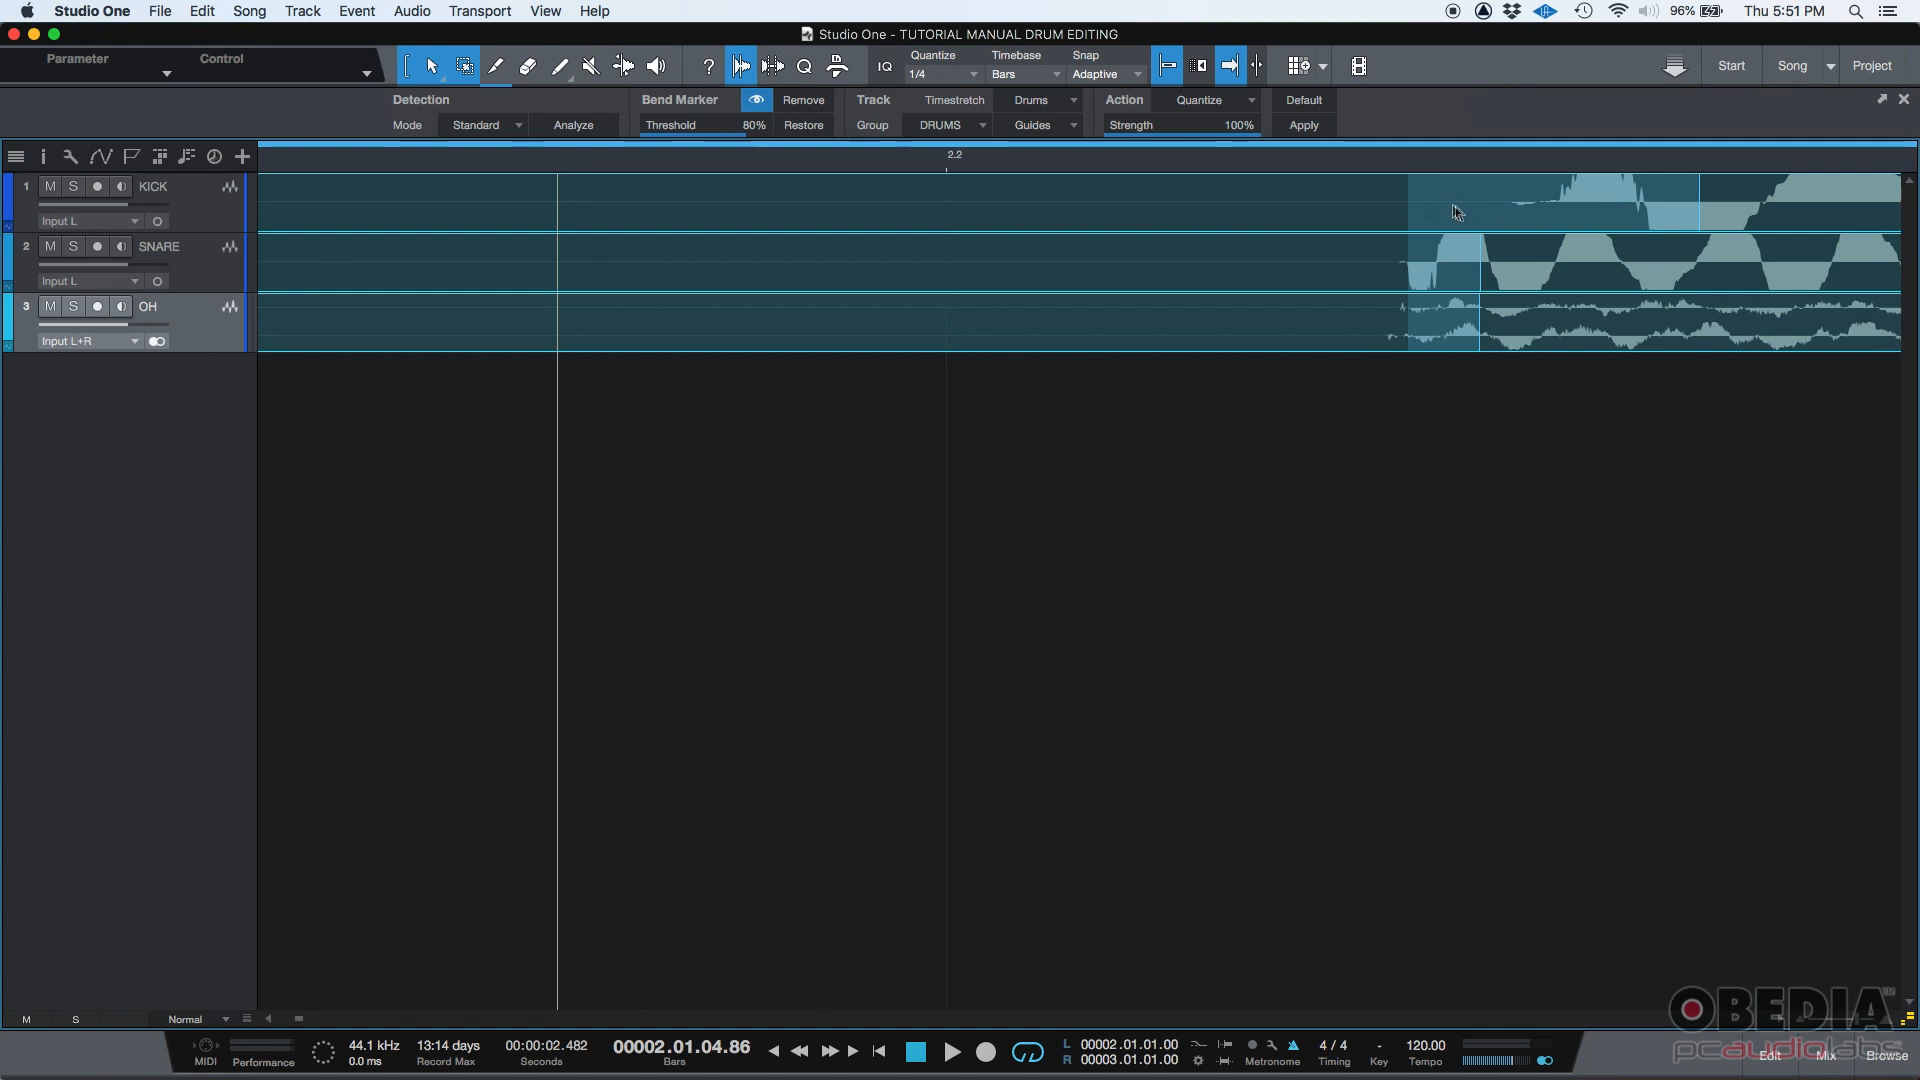 Studio One File Edit Song Track Event Audio Transport View Help 96% Thu 5:51 PM
Studio One - TUTORIAL MANUAL DRUM EDITING
Parameter Control Quantize Timebase Snap
? Q IQ 1/4 Bars Adaptive Start Song Project
Detection Bend Marker Remove Track Timestretch Drums Action Quantize Default
Mode Standard Analyze Threshold 80% Restore Group DRUMS Guides Strength 100% Apply
2.2
1 M S KICK
Input L
2 M S SNARE
Input L
3 M S OH
Input L+R
M S Normal
OBEDIA TM
pcaudiolabs
44.1 kHz 13:14 days 00:00:02.482 00002.01.04.86 L 00002.01.01.00 4 / 4 - 120.00
MIDI Performance 0.0 ms Record Max Seconds Bars R 00003.01.01.00 Metronome Timing Key Tempo Edit Mix Browse